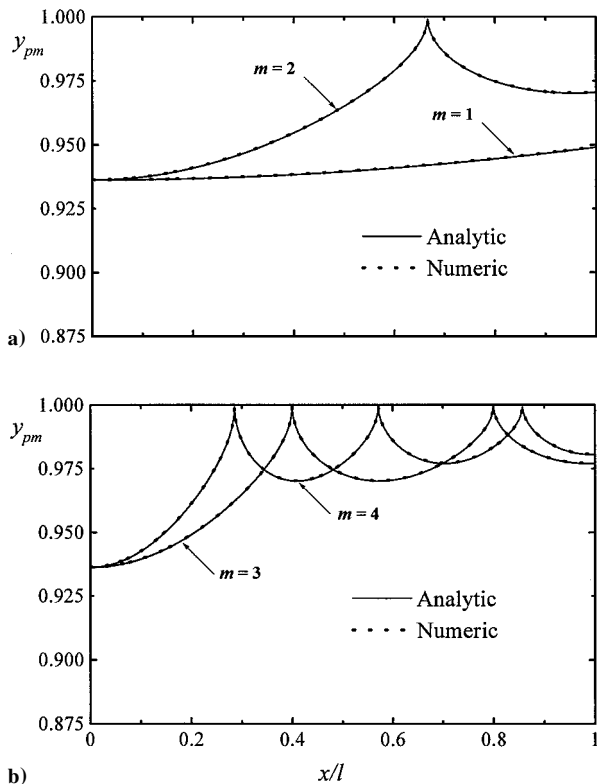 1.000
y_pm
m = 2
0.975
m = 1
0.950
0.925
Analytic
0.900
Numeric
0.875
a)
1.000
y_pm
0.975
m = 4
0.950
m = 3
0.925
Analytic
0.900
Numeric
0.875
0 0.2 0.4 0.6 0.8 1
b)
x/l